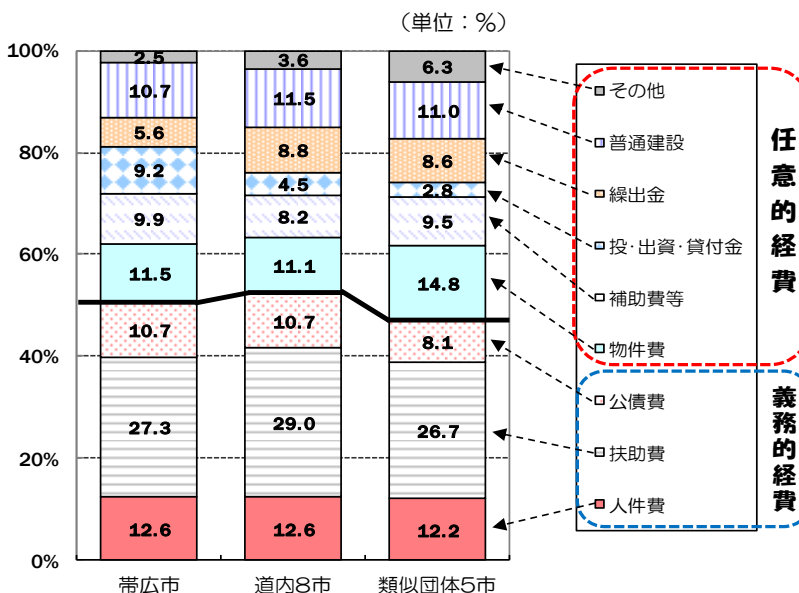 （単位：％）
100%
80%
60%
40%
20%
0%
2.5
10.7
5.6
9.2
9.9
11.5
10.7
27.3
12.6
3.6
11.5
8.8
4.5
8.2
11.1
10.7
29.0
12.6
6.3
11.0
8.6
2.8
9.5
14.8
8.1
26.7
12.2
帯広市
道内8市
類似団体5市
その他
普通建設
繰出金
投・出資・貸付金
補助費等
物件費
公債費
扶助費
人件費
任意的経費
義務的経費